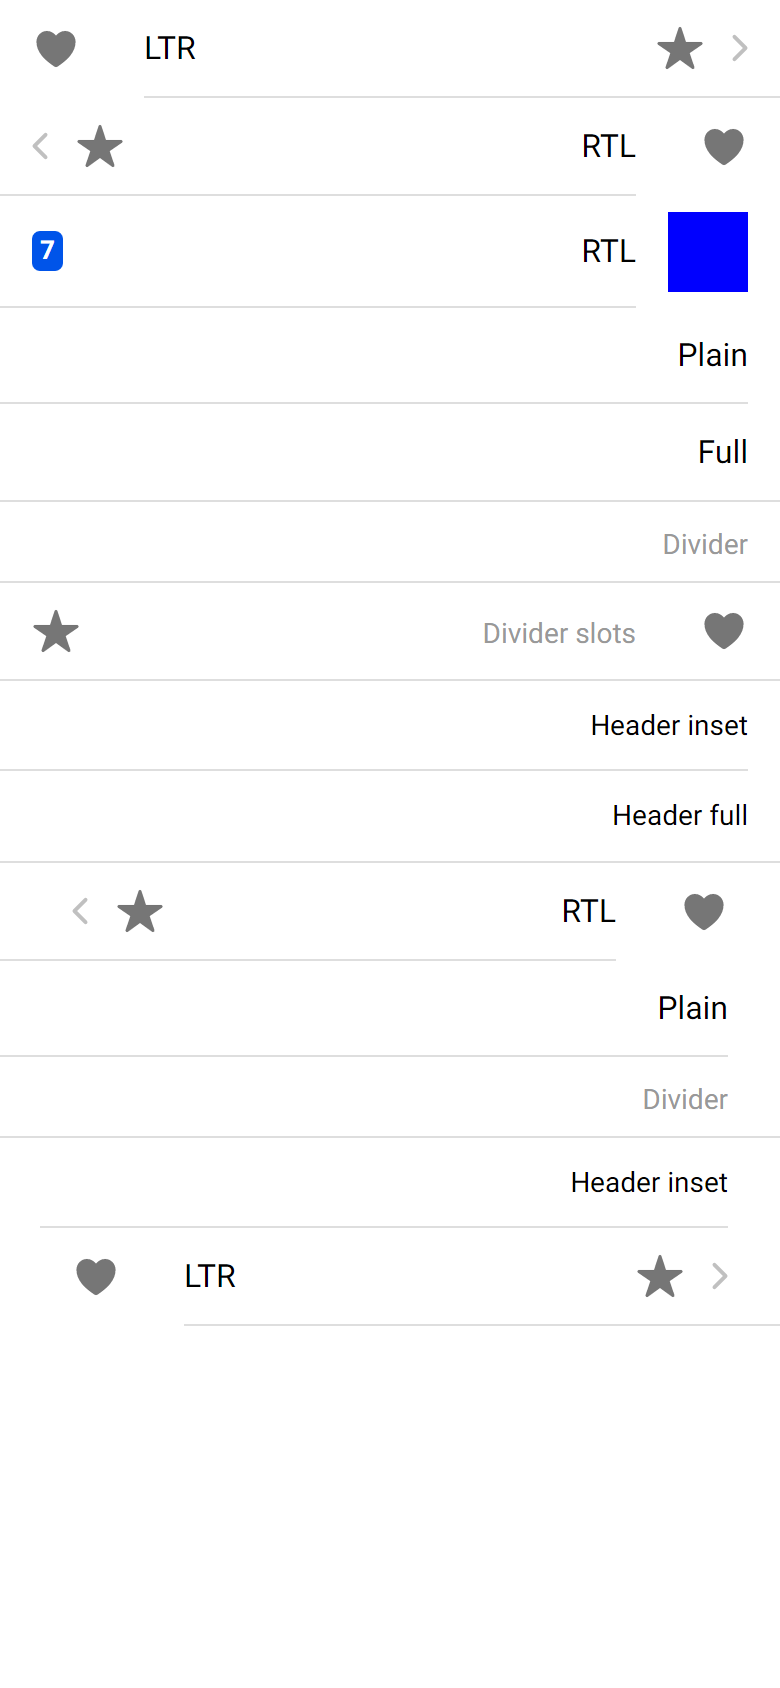 LTR
RTL
7 RTL
Plain
Full
Divider
Divider slots
Header inset
Header full
RTL
Plain
Divider
Header inset
LTR